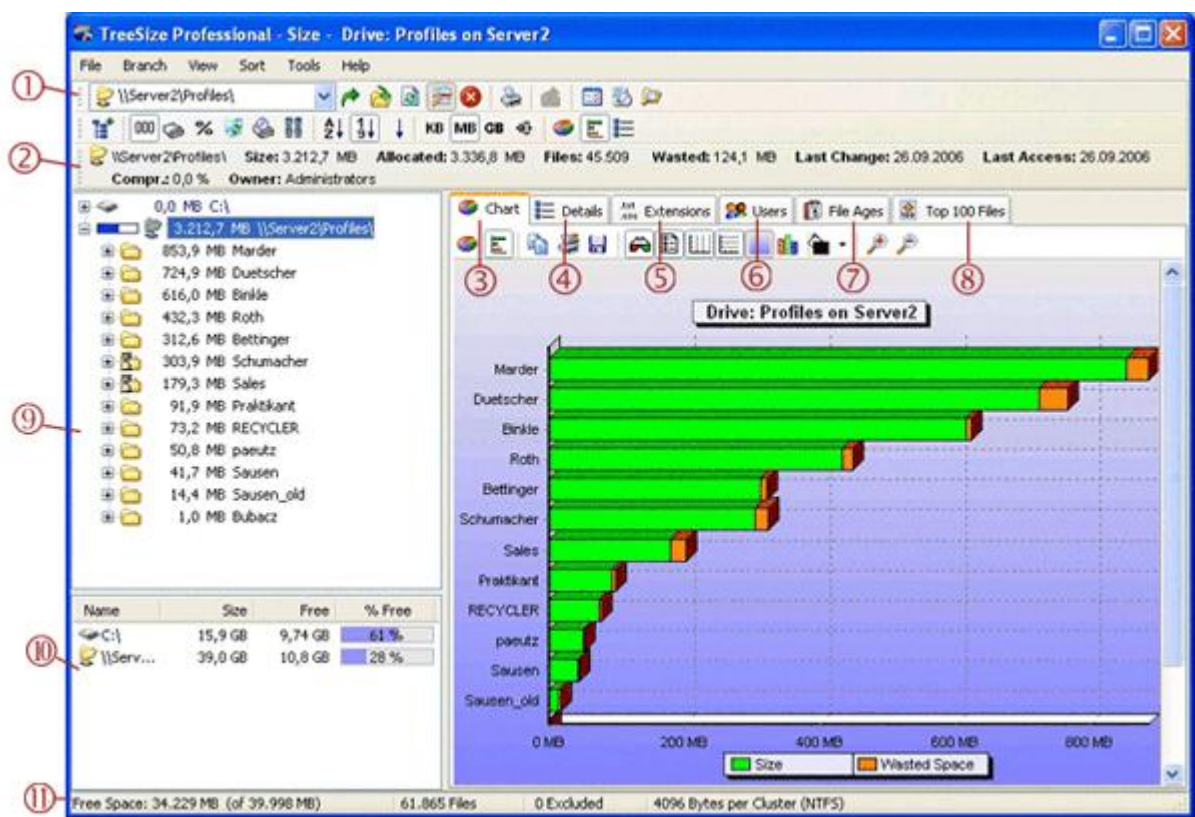 TreeSize Professional - Size - Drive: Profiles on Server2
File Branch View Sort Tools Help
① \\Server2\Profiles\
000 % KB MB GB
② \\Server2\Profiles\ Size: 3.212,7 MB Allocated: 3.336,8 MB Files: 45.509 Wasted: 124,1 MB Last Change: 26.09.2006 Last Access: 26.09.2006
Compr.: 0,0 % Owner: Administrators
0,0 MB C:\
3.212,7 MB \\Server2\Profiles\
853,9 MB Marder
724,9 MB Duetscher
616,0 MB Binkle
432,3 MB Roth
312,6 MB Bettinger
303,9 MB Schumacher
179,3 MB Sales
91,9 MB Praktikant
⑨
73,2 MB RECYCLER
50,8 MB paeutz
41,7 MB Sausen
14,4 MB Sausen_old
1,0 MB Bubacz
Name Size Free % Free
C:\ 15,9 GB 9,74 GB 61 %
⑩ \\Serv... 39,0 GB 10,8 GB 28 %
Chart Details Extensions Users File Ages Top 100 Files
③ ④ ⑤ ⑥ ⑦ ⑧
Drive: Profiles on Server2
Marder
Duetscher
Binkle
Roth
Bettinger
Schumacher
Sales
Praktikant
RECYCLER
paeutz
Sausen
Sausen_old
0 MB 200 MB 400 MB 600 MB 800 MB
Size Wasted Space
⑪ Free Space: 34.229 MB (of 39.998 MB) 61.865 Files 0 Excluded 4096 Bytes per Cluster (NTFS)